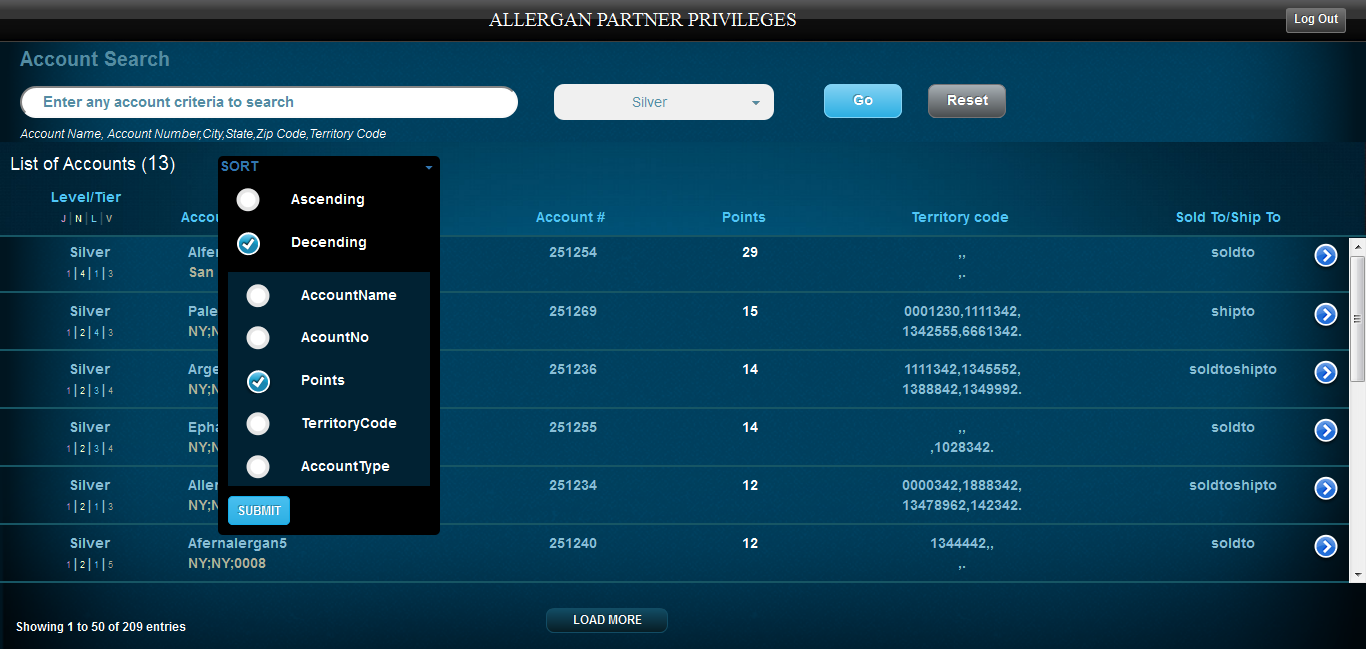 ALLERGAN PARTNER PRIVILEGES
Log Out
Account Search
Enter any account criteria to search
Silver
Go
Reset
Account Name, Account Number,City,State,Zip Code,Territory Code
List of Accounts (13)
SORT
Ascending
Decending
AccountName
AcountNo
Points
TerritoryCode
AccountType
SUBMIT
Level/Tier
J | N | L | V
Accou
Account #
Points
Territory code
Sold To/Ship To
Silver
1 | 4 | 1 | 3
Alfer
San
251254
29
,,
,.
soldto
Silver
1 | 2 | 4 | 3
Pale
NY;N
251269
15
0001230,1111342,
1342555,6661342.
shipto
Silver
1 | 2 | 3 | 4
Arge
NY;N
251236
14
1111342,1345552,
1388842,1349992.
soldtoshipto
Silver
1 | 2 | 3 | 4
Epha
NY;N
251255
14
,,
,1028342.
soldto
Silver
1 | 2 | 1 | 3
Aller
NY;N
251234
12
0000342,1888342,
13478962,142342.
soldtoshipto
Silver
1 | 2 | 1 | 5
Afernalergan5
NY;NY;0008
251240
12
1344442,,
,.
soldto
Showing 1 to 50 of 209 entries
LOAD MORE